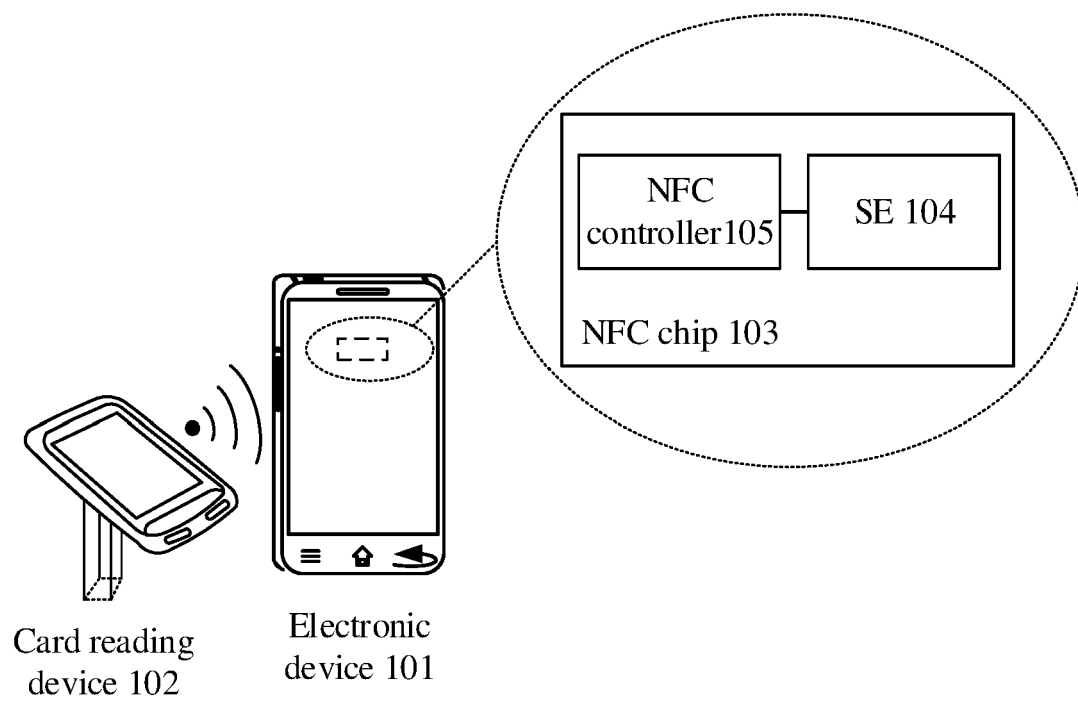 NFC
controller105
SE 104
NFC chip 103
Electronic
device 101
Card reading
device 102